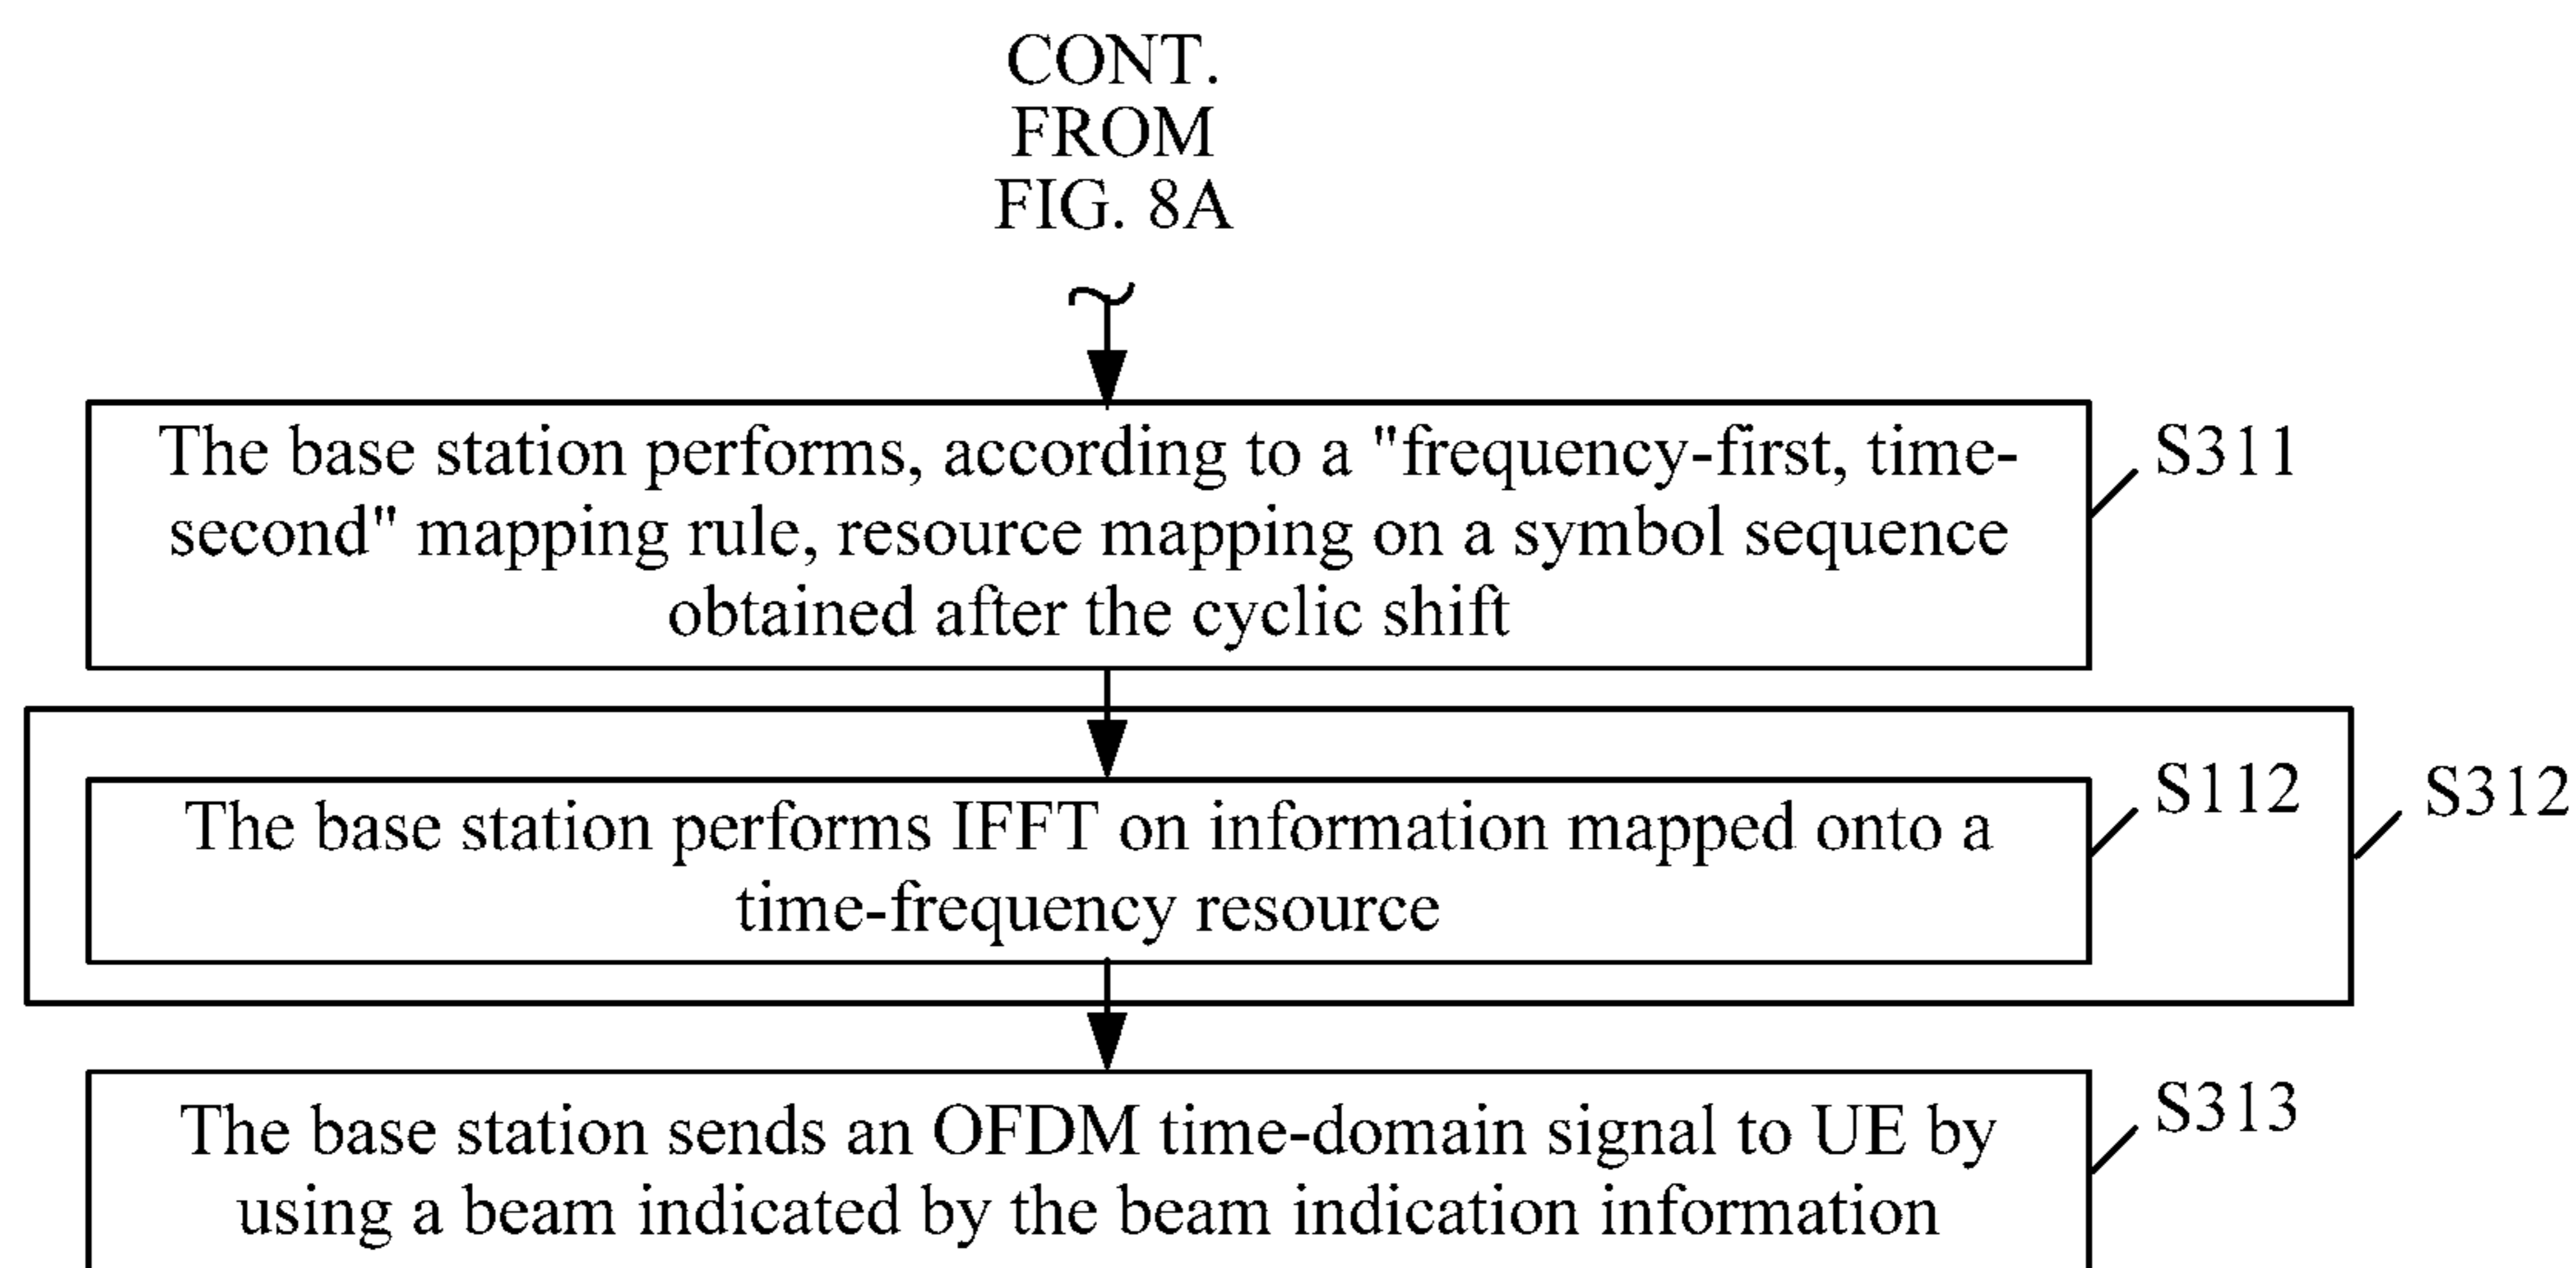 CONT.
FROM
FIG. 8A
The base station performs, according to a "frequency-first, time-
second" mapping rule, resource mapping on a symbol sequence
obtained after the cyclic shift
S311
The base station performs IFFT on information mapped onto a
time-frequency resource
S112
S312
The base station sends an OFDM time-domain signal to UE by
using a beam indicated by the beam indication information
S313